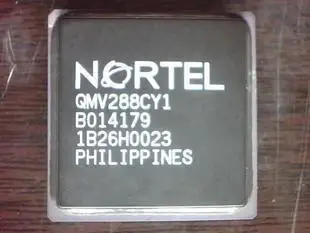 NORTEL
QMV288CY1
B014179
1B26H0023
PHILIPPINES